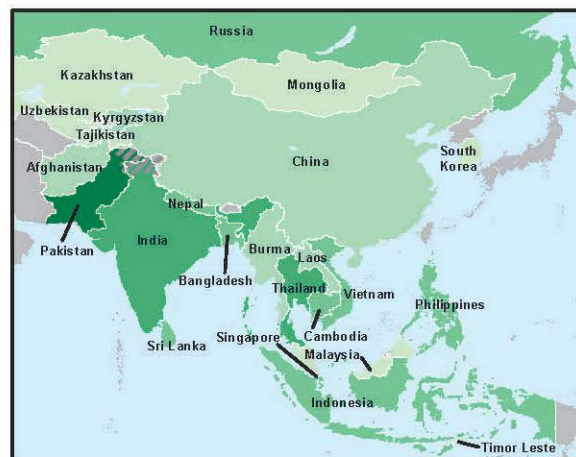 Russia
Kazakhstan
Mongolia
Uzbekistan
Kyrgyzstan
Tajikistan
China
South
Korea
Afghanistan
Nepal
Pakistan
India
Burma
Laos
Bangladesh
Thailand
Vietnam
Philippines
Sri Lanka
Singapore
Cambodia
Malaysia
Indonesia
Timor Leste